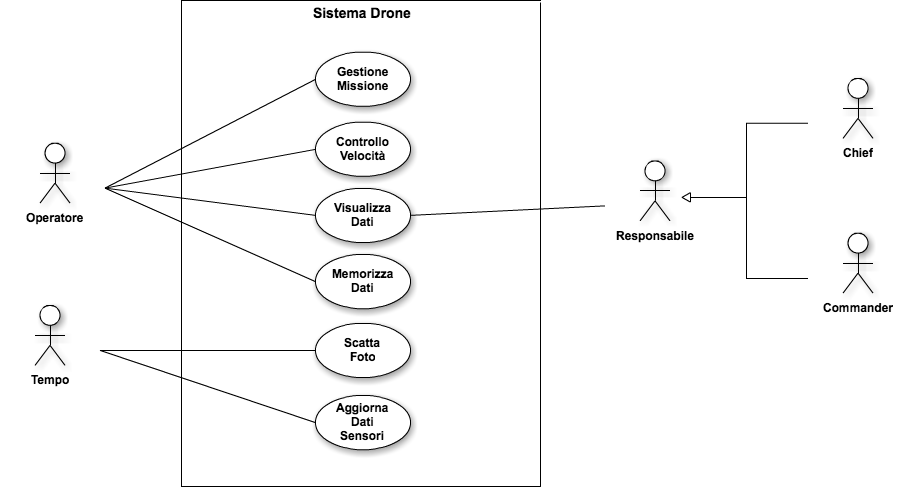 Sistema Drone
Gestione
Missione
Controllo
Velocità
Visualizza
Dati
Memorizza
Dati
Scatta
Foto
Aggiorna
Dati
Sensori
Operatore
Tempo
Responsabile
Chief
Commander